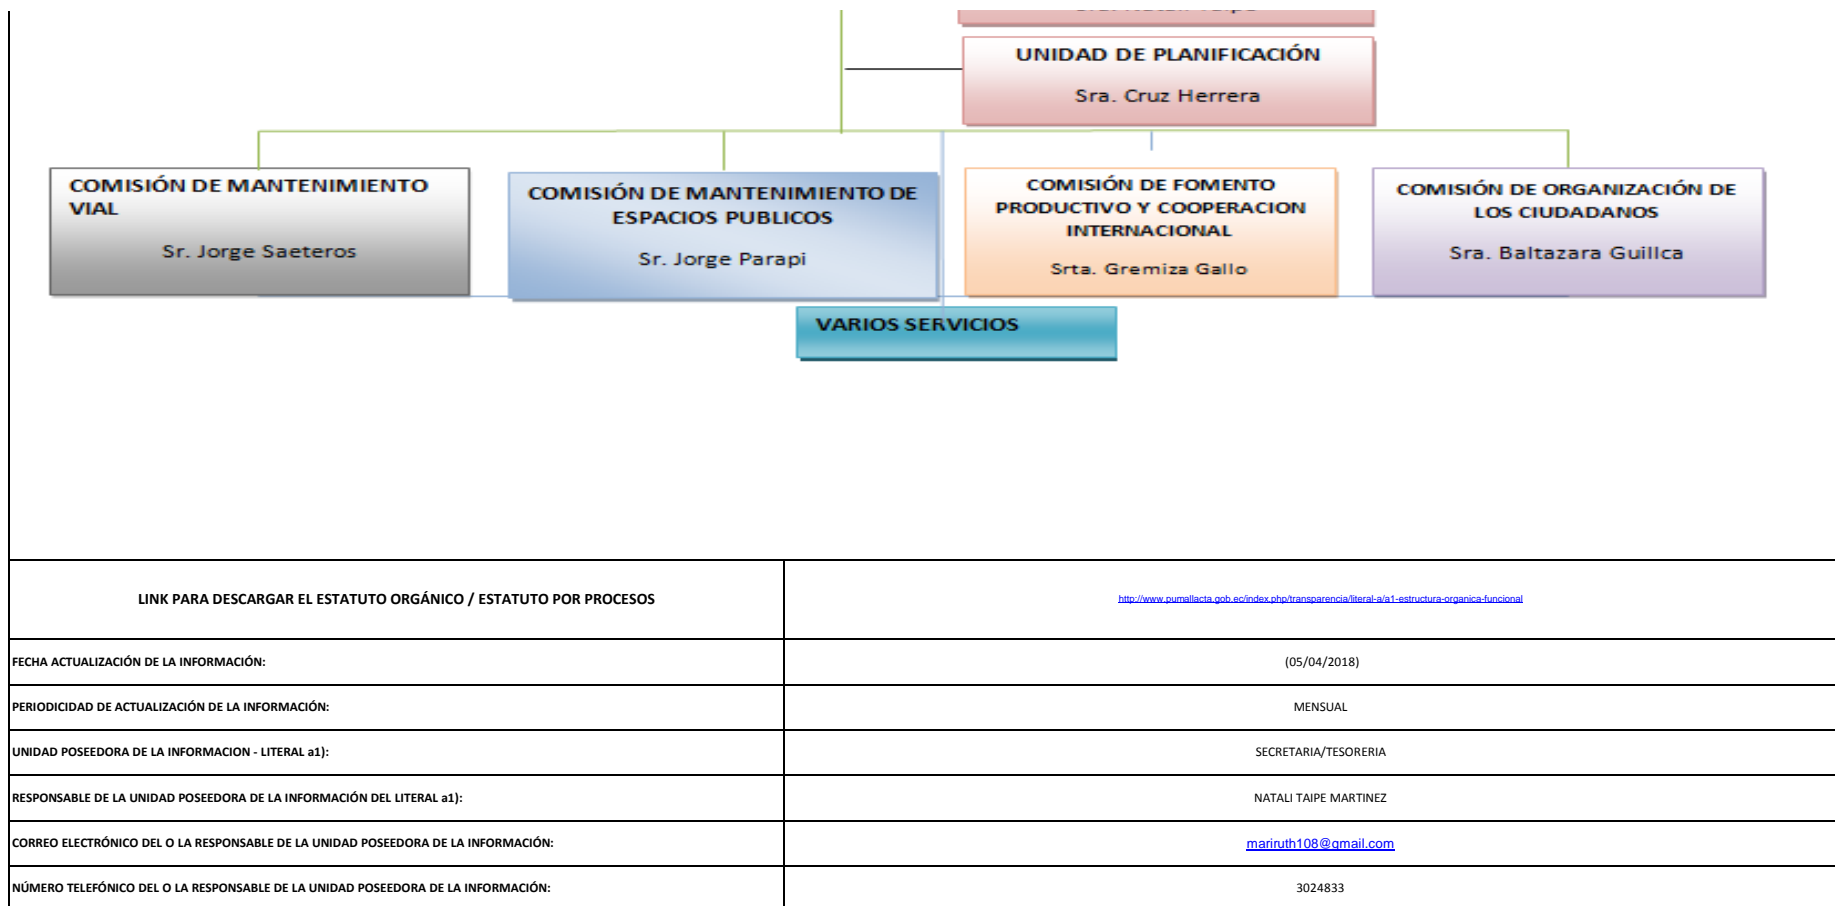 UNIDAD DE PLANIFICACIÓN
Sra. Cruz Herrera
COMISIÓN DE MANTENIMIENTO
VIAL
Sr. Jorge Saeteros
COMISIÓN DE MANTENIMIENTO DE
ESPACIOS PUBLICOS
Sr. Jorge Parapi
COMISIÓN DE FOMENTO
PRODUCTIVO Y COOPERACION
INTERNACIONAL
Srta. Gremiza Gallo
COMISIÓN DE ORGANIZACIÓN DE
LOS CIUDADANOS
Sra. Baltazara Guillca
VARIOS SERVICIOS
LINK PARA DESCARGAR EL ESTATUTO ORGÁNICO / ESTATUTO POR PROCESOS
http://www.pumallacta.gob.ec/index.php/transparencia/literal-a/a1-estructura-organica-funcional
FECHA ACTUALIZACIÓN DE LA INFORMACIÓN:
(05/04/2018)
PERIODICIDAD DE ACTUALIZACIÓN DE LA INFORMACIÓN:
MENSUAL
UNIDAD POSEEDORA DE LA INFORMACION - LITERAL a1):
SECRETARIA/TESORERIA
RESPONSABLE DE LA UNIDAD POSEEDORA DE LA INFORMACIÓN DEL LITERAL a1):
NATALI TAIPE MARTINEZ
CORREO ELECTRÓNICO DEL O LA RESPONSABLE DE LA UNIDAD POSEEDORA DE LA INFORMACIÓN:
mariruth108@gmail.com
NÚMERO TELEFÓNICO DEL O LA RESPONSABLE DE LA UNIDAD POSEEDORA DE LA INFORMACIÓN:
3024833